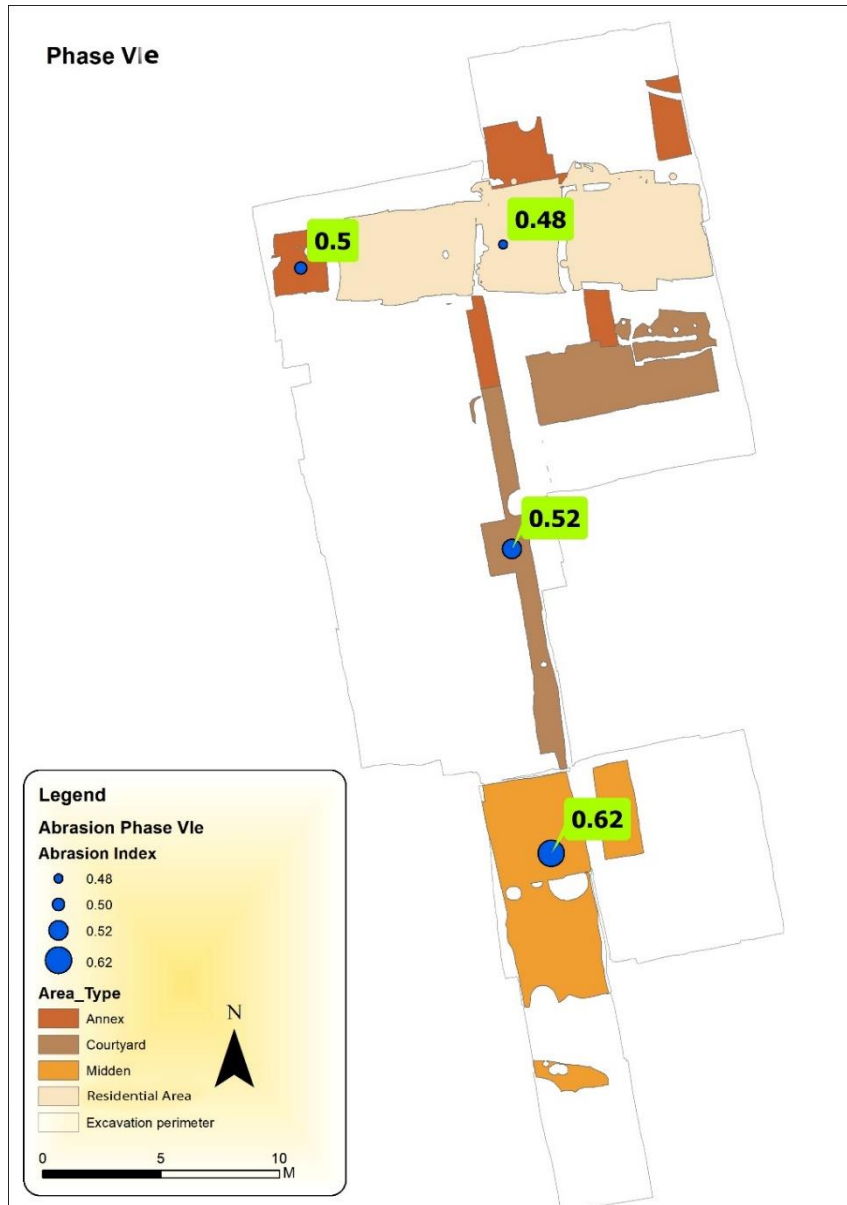 Phase VIe
0.48
0.5
0.52
0.62
Legend
Abrasion Phase VIe
Abrasion Index
0.48
0.50
0.52
0.62
Area_Type
Annex
Courtyard
Midden
Residential Area
Excavation perimeter
N
0 5 10
M